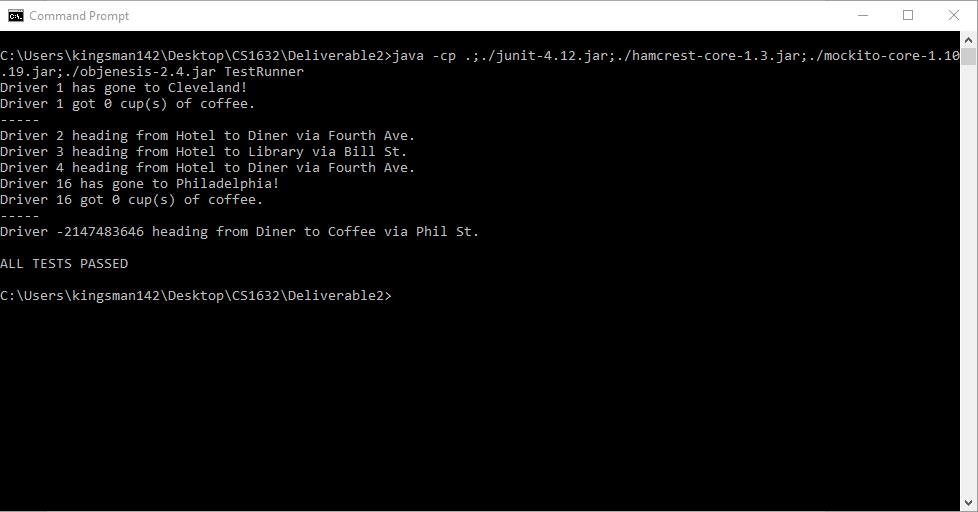 Command Prompt
C:\Users\kingsman142\Desktop\CS1632\Deliverable2>java -cp .;./junit-4.12.jar;./hamcrest-core-1.3.jar;./mockito-core-1.10
.19.jar;./objenesis-2.4.jar TestRunner
Driver 1 has gone to Cleveland!
Driver 1 got 0 cup(s) of coffee.
-----
Driver 2 heading from Hotel to Diner via Fourth Ave.
Driver 3 heading from Hotel to Library via Bill St.
Driver 4 heading from Hotel to Diner via Fourth Ave.
Driver 16 has gone to Philadelphia!
Driver 16 got 0 cup(s) of coffee.
-----
Driver -2147483646 heading from Diner to Coffee via Phil St.
ALL TESTS PASSED
C:\Users\kingsman142\Desktop\CS1632\Deliverable2>